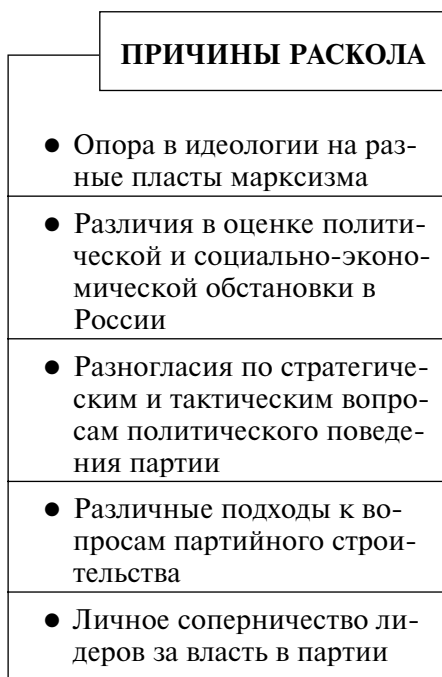 ПРИЧИНЫ РАСКОЛА
● Опора в идеологии на раз-
ные пласты марксизма
● Различия в оценке полити-
ческой и социально-эконо-
мической обстановки в
России
● Разногласия по стратегиче-
ским и тактическим вопро-
сам политического поведе-
ния партии
● Различные подходы к во-
просам партийного строи-
тельства
● Личное соперничество ли-
деров за власть в партии